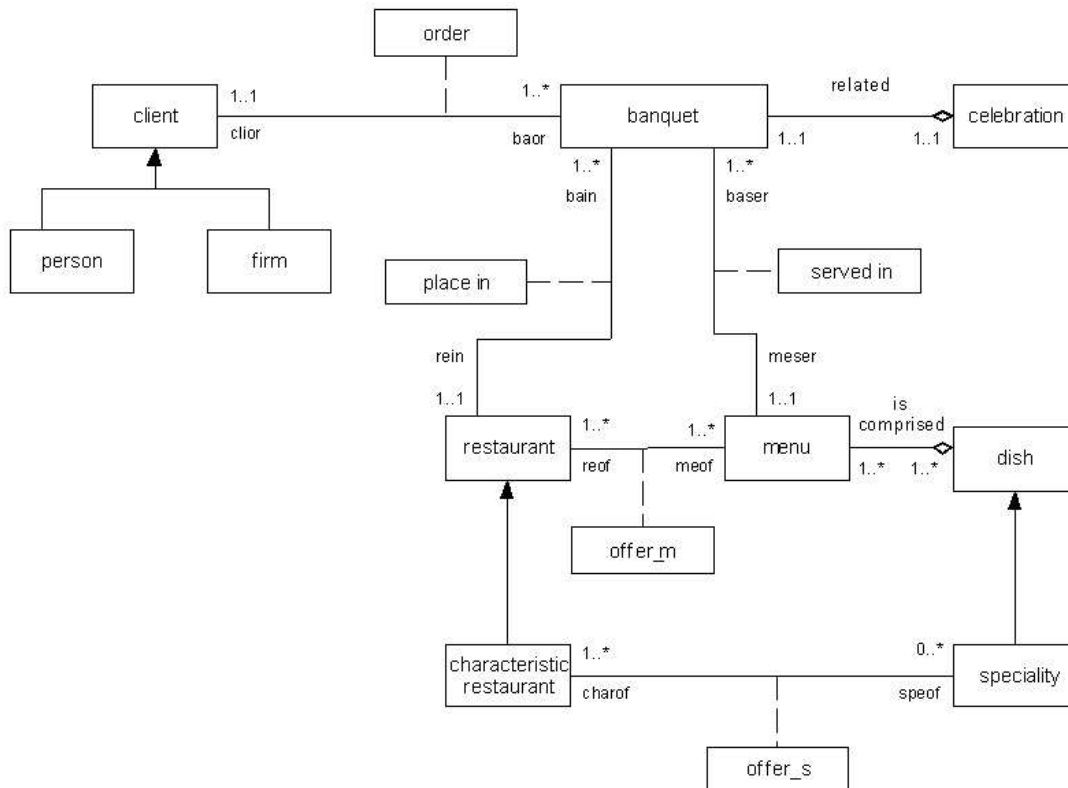 order
1..1
1..*
related
client
banquet
celebration
clior
baor
1..1
1..1
1..*
1..*
bain
baser
person
firm
place in
served in
rein
meser
1..1
1..1
is
comprised
1..*
1..*
restaurant
menu
dish
reof
meof
1..*
1..*
offer_m
1..*
0..*
characteristic
restaurant
speciality
charof
speof
offer_s